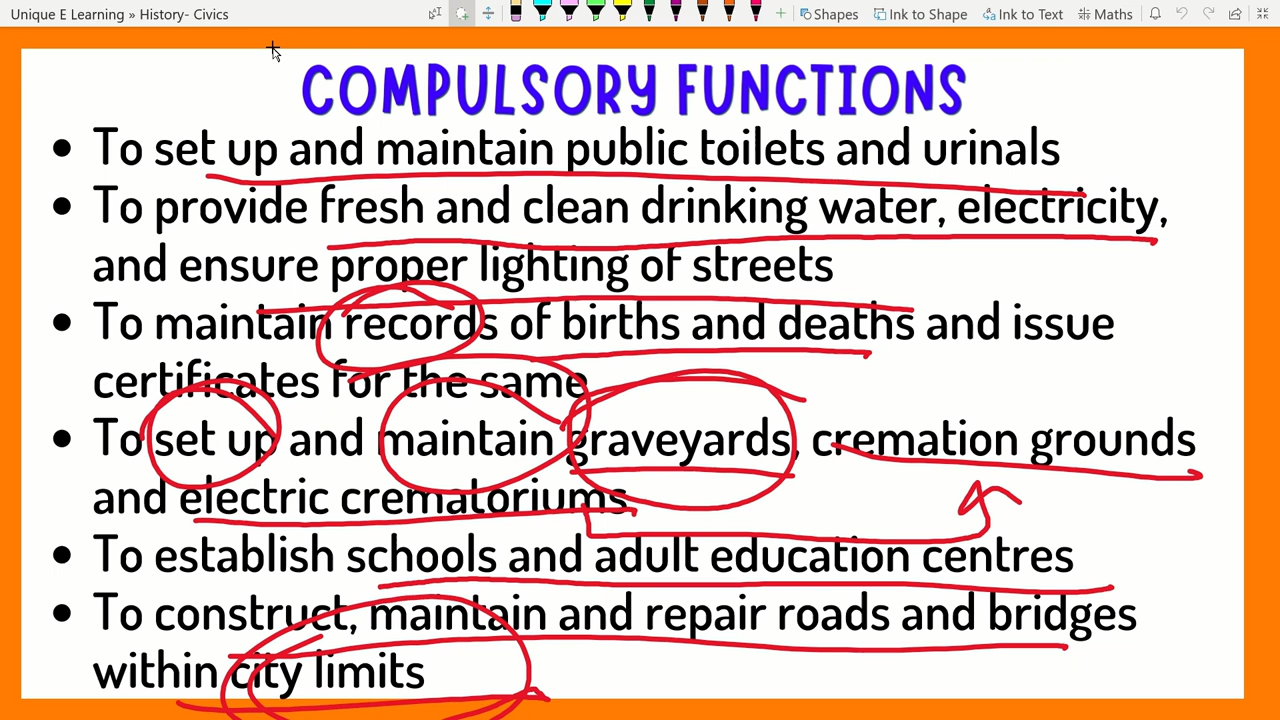 Unique E Learning » History- Civics
Shapes Ink to Shape Ink to Text Maths
COMPULSORY FUNCTIONS
• To set up and maintain public toilets and urinals
• To provide fresh and clean drinking water, electricity,
and ensure proper lighting of streets
• To maintain records of births and deaths and issue
certificates for the same
• To set up and maintain graveyards, cremation grounds
and electric crematoriums
• To establish schools and adult education centres
• To construct, maintain and repair roads and bridges
within city limits